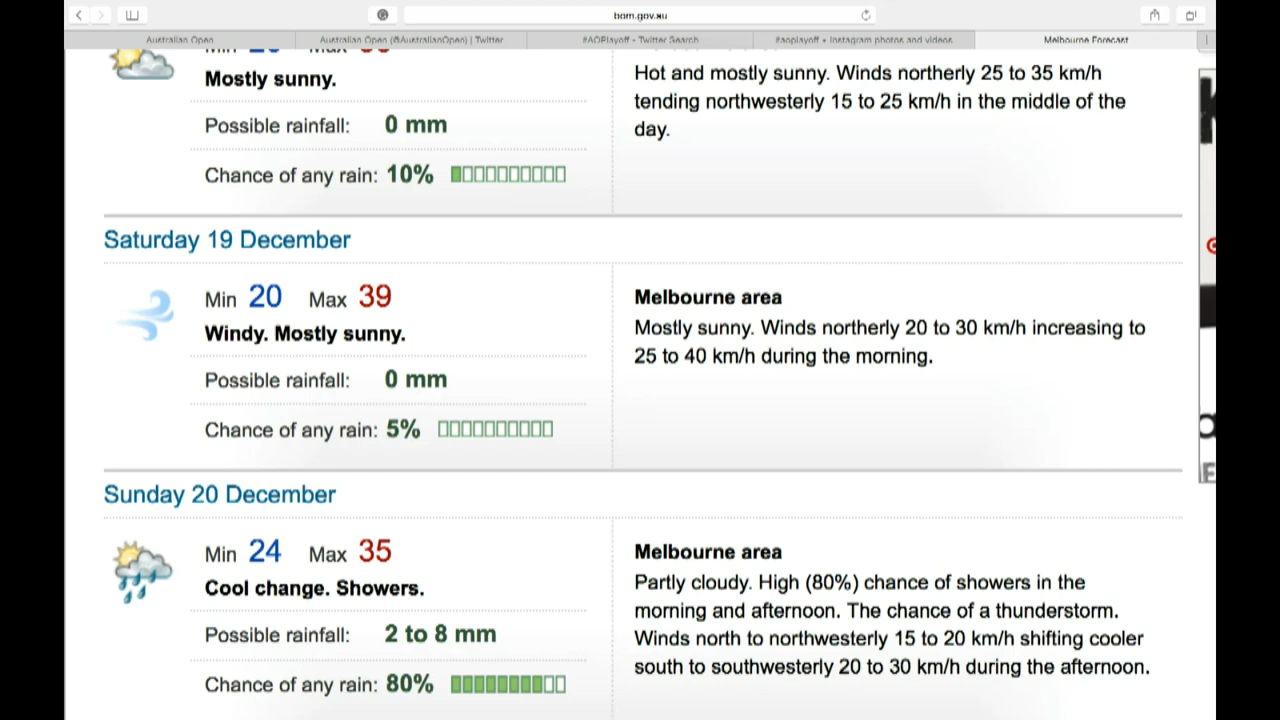 bom.gov.au
Australian Open
Australian Open (@AustralianOpen) | Twitter
#AOPlayoff - Twitter Search
#aoplayoff • Instagram photos and videos
Melbourne Forecast
Min Max
Mostly sunny.
Possible rainfall: 0 mm
Chance of any rain: 10%
Hot and mostly sunny. Winds northerly 25 to 35 km/h
tending northwesterly 15 to 25 km/h in the middle of the
day.
Saturday 19 December
Min 20 Max 39
Windy. Mostly sunny.
Possible rainfall: 0 mm
Chance of any rain: 5%
Melbourne area
Mostly sunny. Winds northerly 20 to 30 km/h increasing to
25 to 40 km/h during the morning.
Sunday 20 December
Min 24 Max 35
Cool change. Showers.
Possible rainfall: 2 to 8 mm
Chance of any rain: 80%
Melbourne area
Partly cloudy. High (80%) chance of showers in the
morning and afternoon. The chance of a thunderstorm.
Winds north to northwesterly 15 to 20 km/h shifting cooler
south to southwesterly 20 to 30 km/h during the afternoon.